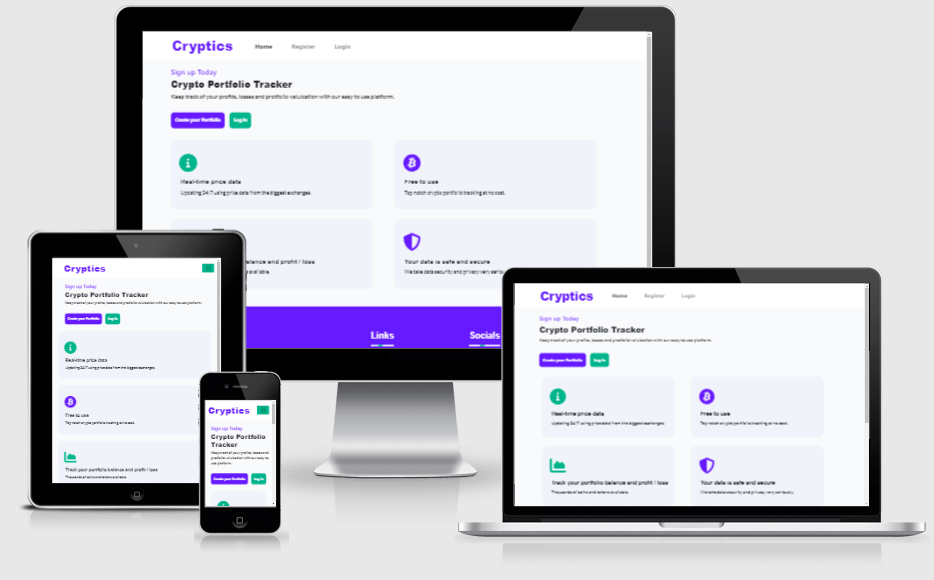 Cryptics Home Register Login
Sign up Today
Crypto Portfolio Tracker
Keep track of your profits, losses and protfolio valuication with our easy to use platform.
Create your Portfolio Log in
Real-time price data
Updating 24/7 using price data from the biggest exchanges.
Free to use
Top notch crypto portfolio tracking at no cost.
balance and profit / loss
available.
Your data is safe and secure
We take data security and privacy very
Links Socials
Cryptics
Sign up Today
Crypto Portfolio Tracker
Keep track of your profits, losses and protfolio valuication with our easy to use platform.
Create your Portfolio Log in
Real-time price data
Updating 24/7 using price data from the biggest exchanges.
Free to use
Top notch crypto portfolio tracking at no cost.
Track your portfolio balance and profit / loss
Thousands of coins and tokens available.
Cryptics
Sign up Today
Crypto Portfolio
Tracker
Keep track of your profits, losses and
protfolio valuication with our easy to
use platform.
Create your Portfolio Log in
Cryptics Home Register Login
Sign up Today
Crypto Portfolio Tracker
Keep track of your profits, losses and protfolio valuication with our easy to use platform.
Create your Portfolio Log in
Real-time price data
Updating 24/7 using price data from the biggest exchanges.
Free to use
Top notch crypto portfolio tracking at no cost.
Track your portfolio balance and profit / loss
Thousands of coins and tokens available.
Your data is safe and secure
We take data security and privacy very seriously.